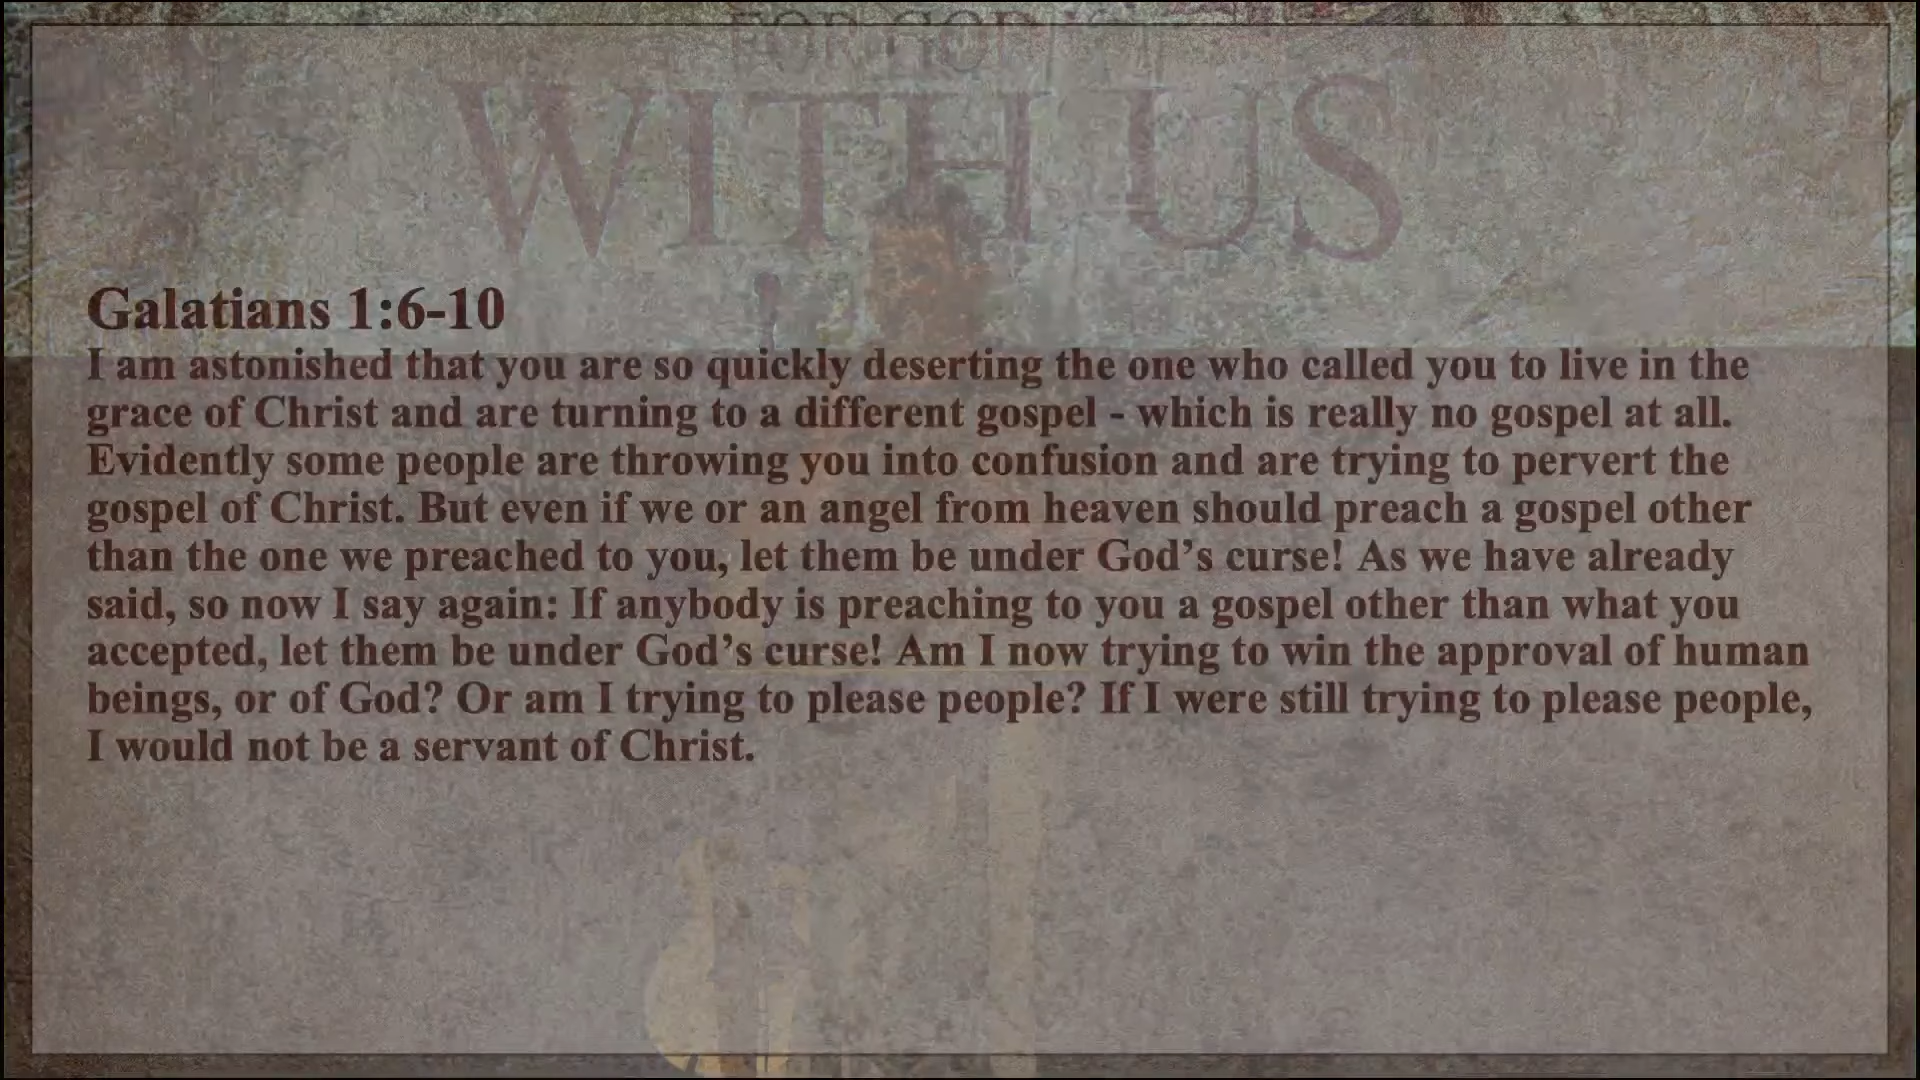 FOR GOD IS
WITH US
Galatians 1:6-10
I am astonished that you are so quickly deserting the one who called you to live in the
grace of Christ and are turning to a different gospel - which is really no gospel at all.
Evidently some people are throwing you into confusion and are trying to pervert the
gospel of Christ. But even if we or an angel from heaven should preach a gospel other
than the one we preached to you, let them be under God’s curse! As we have already
said, so now I say again: If anybody is preaching to you a gospel other than what you
accepted, let them be under God’s curse! Am I now trying to win the approval of human
beings, or of God? Or am I trying to please people? If I were still trying to please people,
I would not be a servant of Christ.